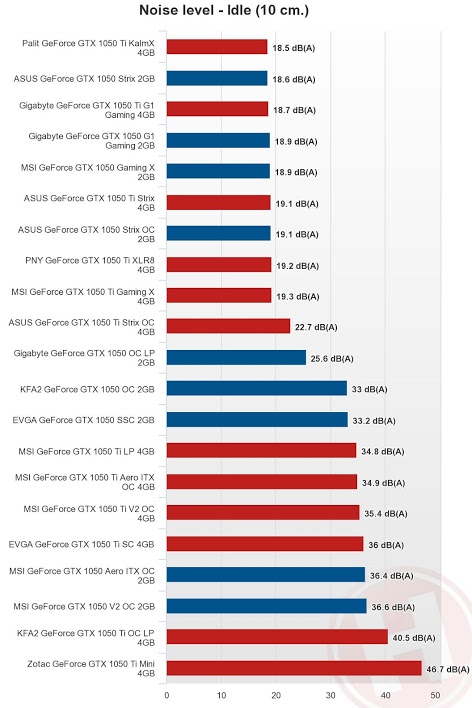 Noise level - Idle (10 cm.)
Palit GeForce GTX 1050 Ti KalmX
4GB
18.5 dB(A)
ASUS GeForce GTX 1050 Strix 2GB
18.6 dB(A)
Gigabyte GeForce GTX 1050 Ti G1
Gaming 4GB
18.7 dB(A)
Gigabyte GeForce GTX 1050 G1
Gaming 2GB
18.9 dB(A)
MSI GeForce GTX 1050 Gaming X
2GB
18.9 dB(A)
ASUS GeForce GTX 1050 Ti Strix
4GB
19.1 dB(A)
ASUS GeForce GTX 1050 Strix OC
2GB
19.1 dB(A)
PNY GeForce GTX 1050 Ti XLR8
4GB
19.2 dB(A)
MSI GeForce GTX 1050 Ti Gaming X
4GB
19.3 dB(A)
ASUS GeForce GTX 1050 Ti Strix OC
4GB
22.7 dB(A)
Gigabyte GeForce GTX 1050 OC LP
2GB
25.6 dB(A)
KFA2 GeForce GTX 1050 OC 2GB
33 dB(A)
EVGA GeForce GTX 1050 SSC 2GB
33.2 dB(A)
MSI GeForce GTX 1050 Ti LP 4GB
34.8 dB(A)
MSI GeForce GTX 1050 Ti Aero ITX
OC 4GB
34.9 dB(A)
MSI GeForce GTX 1050 Ti V2 OC
4GB
35.4 dB(A)
EVGA GeForce GTX 1050 Ti SC 4GB
36 dB(A)
MSI GeForce GTX 1050 Aero ITX OC
2GB
36.4 dB(A)
MSI GeForce GTX 1050 V2 OC 2GB
36.6 dB(A)
KFA2 GeForce GTX 1050 Ti OC LP
4GB
40.5 dB(A)
Zotac GeForce GTX 1050 Ti Mini
4GB
46.7 dB(A)
0 10 20 30 40 50